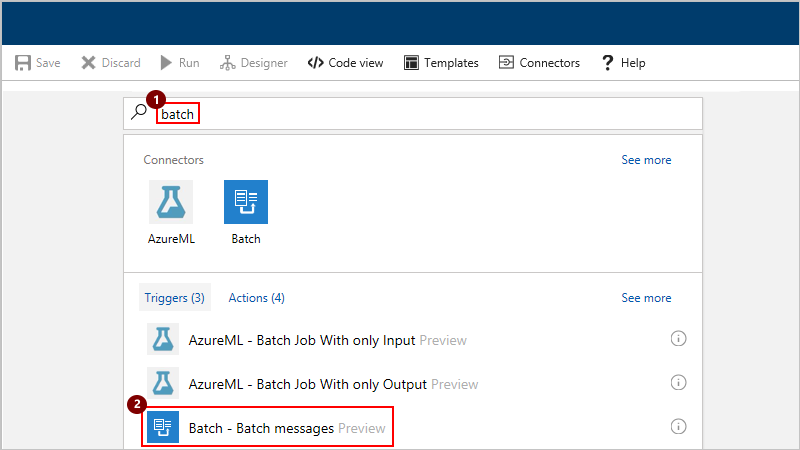 Save Discard Run Designer </> Code view Templates Connectors ? Help
1
batch
Connectors See more
AzureML Batch
Triggers (3) Actions (4) See more
AzureML - Batch Job With only Input Preview
AzureML - Batch Job With only Output Preview
2
Batch - Batch messages Preview